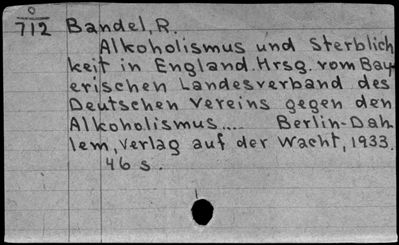 O
712 Bandel, R.
Alkoholismus und Sterblich
keit in England. Hrsg. vom Bay-
erischen Landesverband des
Deutschen Vereins gegen den
Alkoholismus.... Berlin-Dah
lem, Verlag auf der Wacht, 1933.
46 s.